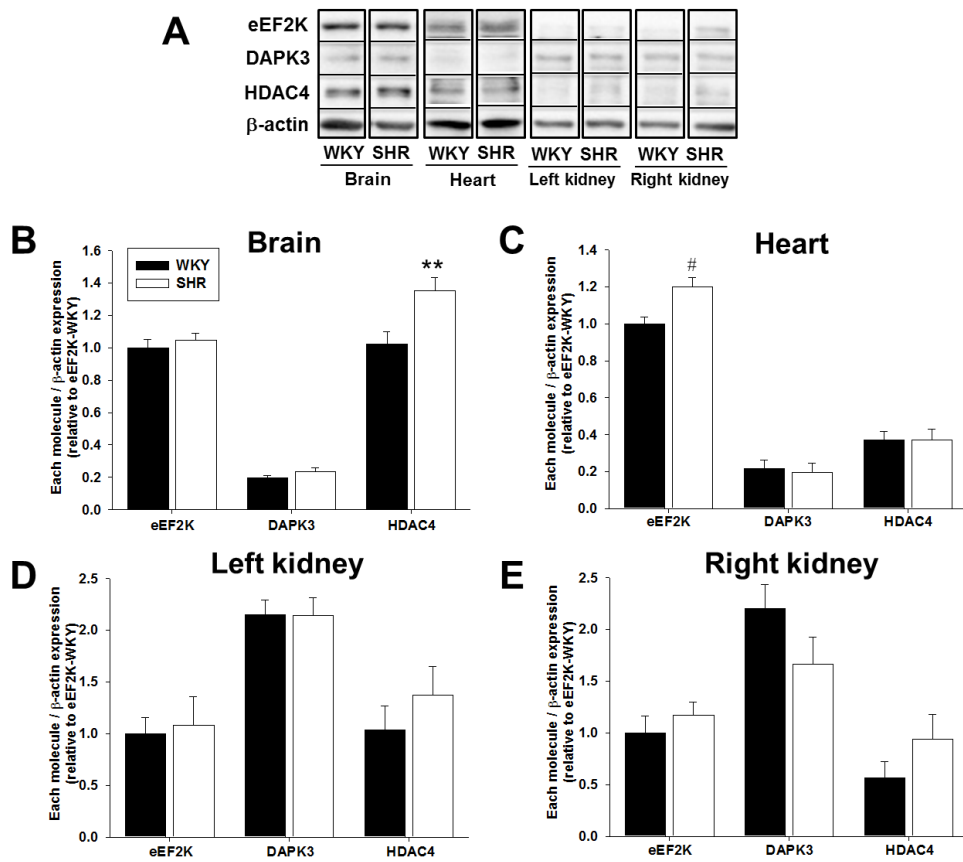 A
eEF2K
DAPK3
HDAC4
β-actin
WKY SHR WKY SHR WKY SHR WKY SHR
Brain Heart Left kidney Right kidney
B
Brain
Each molecule / β-actin expression
(relative to eEF2K-WKY)
1.6
1.4
1.2
1.0
0.8
0.6
0.4
0.2
0.0
WKY
SHR
**
eEF2K DAPK3 HDAC4
C
Heart
Each molecule / β-actin expression
(relative to eEF2K-WKY)
1.4
1.2
1.0
0.8
0.6
0.4
0.2
0.0
#
eEF2K DAPK3 HDAC4
D
Left kidney
Each molecule / β-actin expression
(relative to eEF2K-WKY)
2.5
2.0
1.5
1.0
0.5
0.0
eEF2K DAPK3 HDAC4
E
Right kidney
Each molecule / β-actin expression
(relative to eEF2K-WKY)
2.5
2.0
1.5
1.0
0.5
0.0
eEF2K DAPK3 HDAC4